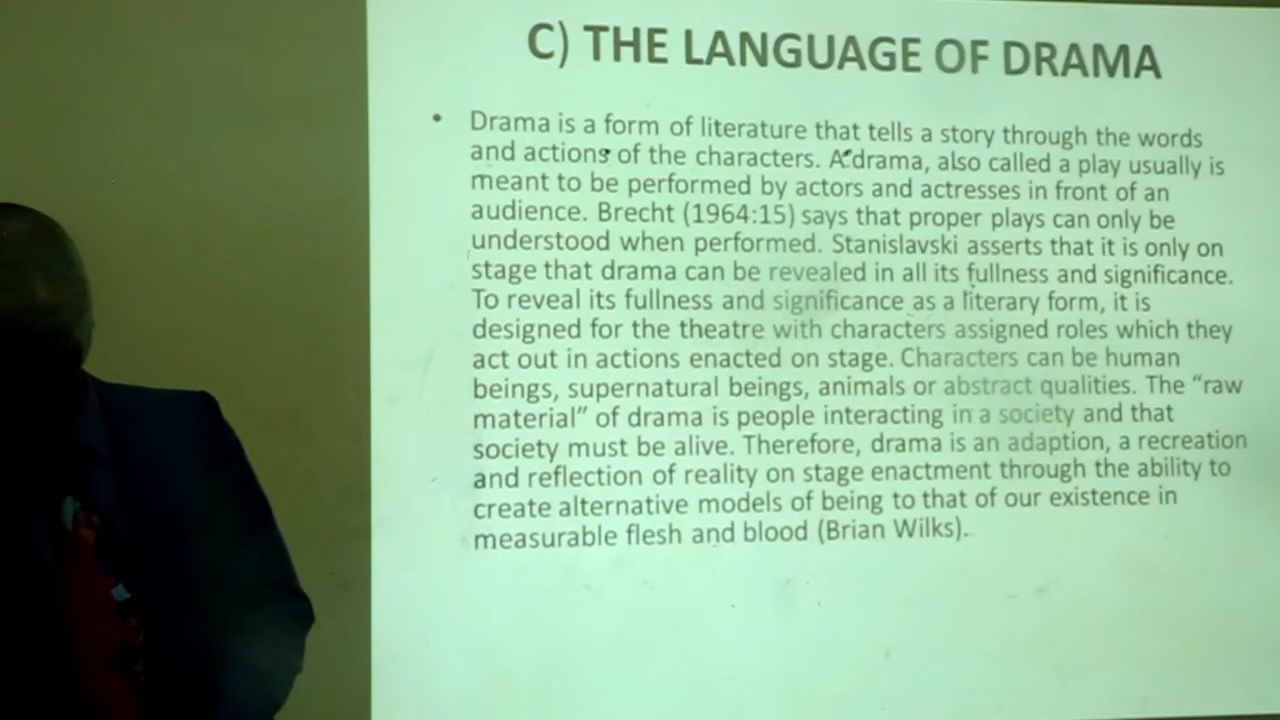 C) THE LANGUAGE OF DRAMA
• Drama is a form of literature that tells a story through the words
and actions of the characters. A drama, also called a play usually is
meant to be performed by actors and actresses in front of an
audience. Brecht (1964:15) says that proper plays can only be
understood when performed. Stanislavski asserts that it is only on
stage that drama can be revealed in all its fullness and significance.
To reveal its fullness and significance as a literary form, it is
designed for the theatre with characters assigned roles which they
act out in actions enacted on stage. Characters can be human
beings, supernatural beings, animals or abstract qualities. The “raw
material” of drama is people interacting in a society and that
society must be alive. Therefore, drama is an adaption, a recreation
and reflection of reality on stage enactment through the ability to
create alternative models of being to that of our existence in
measurable flesh and blood (Brian Wilks).